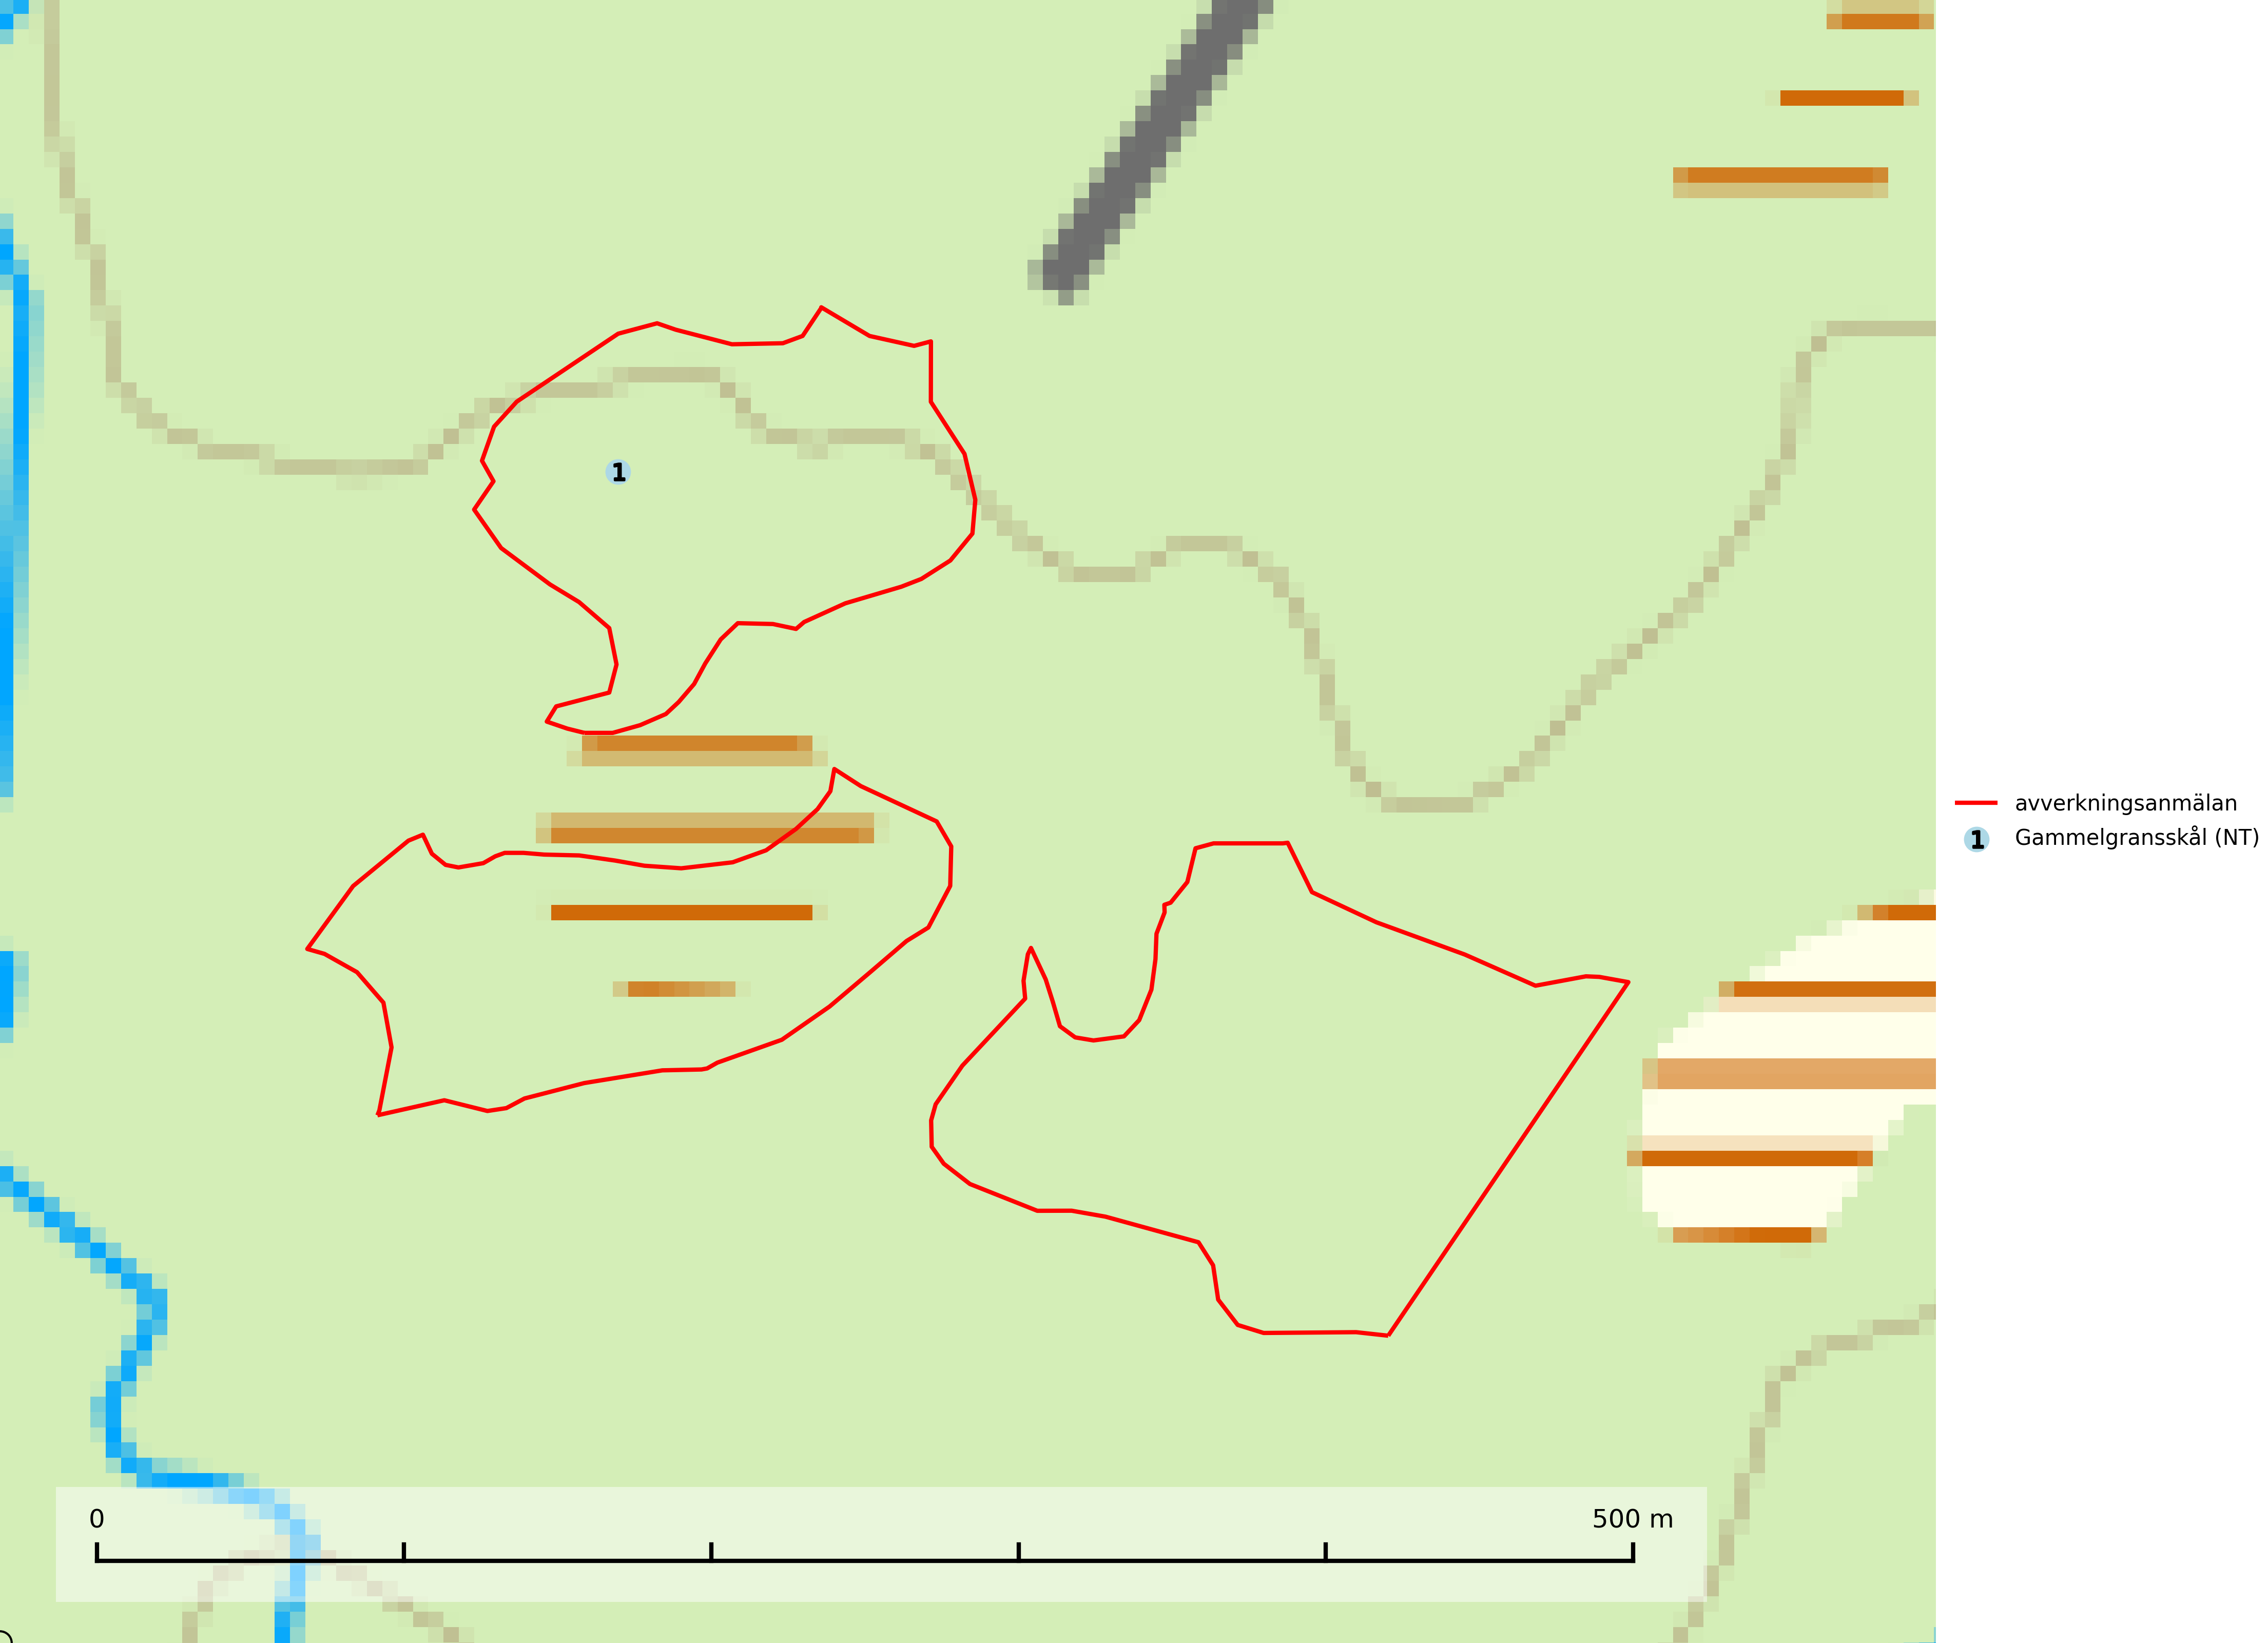 1
avverkningsanmälan
1 Gammelgransskål (NT)
0 500 m